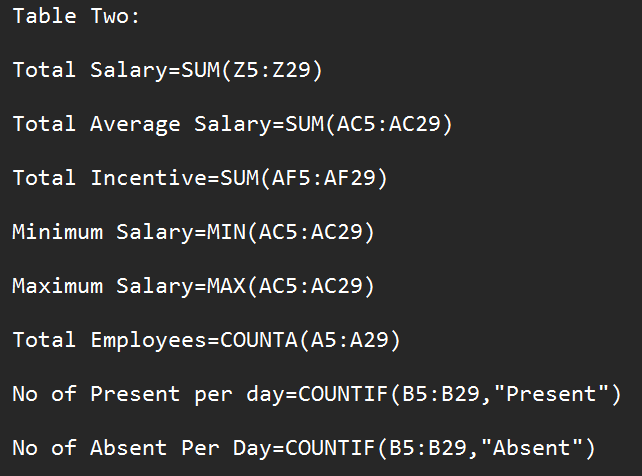 Table Two:
Total Salary=SUM(Z5:Z29)
Total Average Salary=SUM(AC5:AC29)
Total Incentive=SUM(AF5:AF29)
Minimum Salary=MIN(AC5:AC29)
Maximum Salary=MAX(AC5:AC29)
Total Employees=COUNTA(A5:A29)
No of Present per day=COUNTIF(B5:B29,"Present")
No of Absent Per Day=COUNTIF(B5:B29,"Absent")